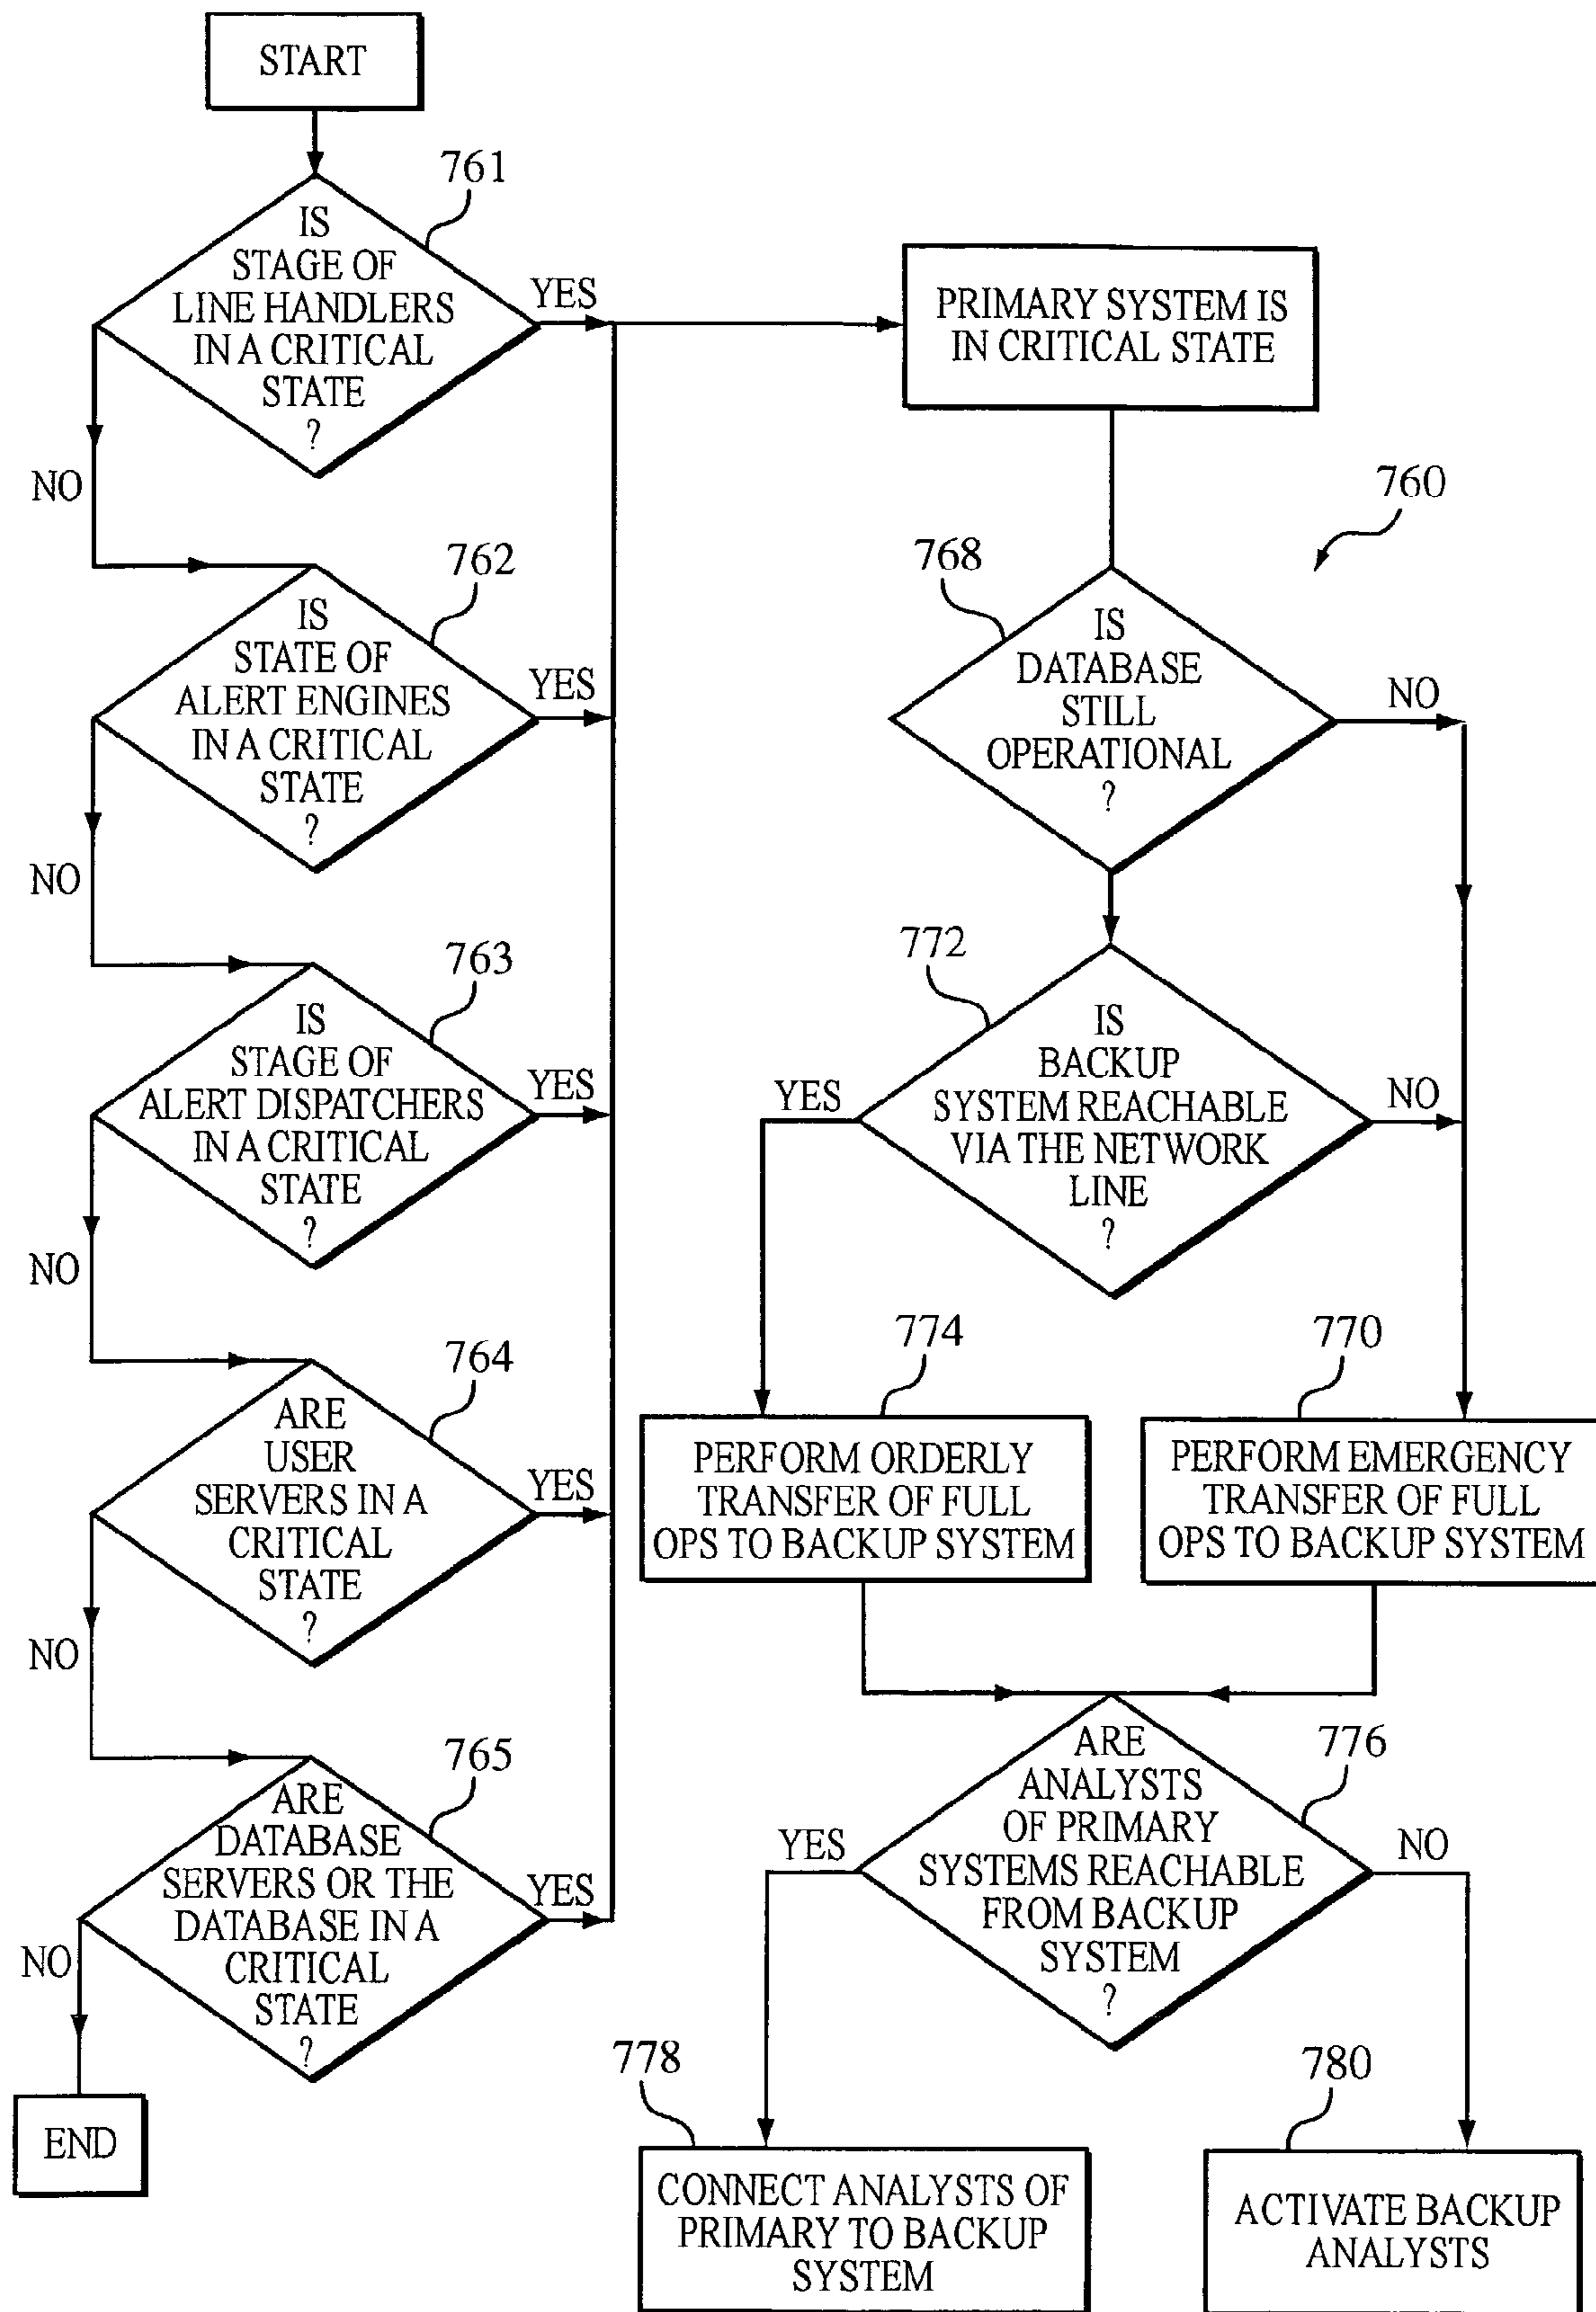 START
761
IS
STAGE OF
LINE HANDLERS
IN A CRITICAL
STATE
?
YES
NO
PRIMARY SYSTEM IS
IN CRITICAL STATE
760
762
IS
STATE OF
ALERT ENGINES
IN A CRITICAL
STATE
?
YES
NO
768
IS
DATABASE
STILL
OPERATIONAL
?
NO
763
IS
STAGE OF
ALERT DISPATCHERS
IN A CRITICAL
STATE
?
YES
NO
772
IS
BACKUP
SYSTEM REACHABLE
VIA THE NETWORK
LINE
?
YES
NO
764
ARE
USER
SERVERS IN A
CRITICAL
STATE
?
YES
NO
774
PERFORM ORDERLY
TRANSFER OF FULL
OPS TO BACKUP SYSTEM
770
PERFORM EMERGENCY
TRANSFER OF FULL
OPS TO BACKUP SYSTEM
765
ARE
DATABASE
SERVERS OR THE
DATABASE IN A
CRITICAL
STATE
?
YES
NO
END
776
ARE
ANALYSTS
OF PRIMARY
SYSTEMS REACHABLE
FROM BACKUP
SYSTEM
?
YES
NO
778
CONNECT ANALYSTS OF
PRIMARY TO BACKUP
SYSTEM
780
ACTIVATE BACKUP
ANALYSTS